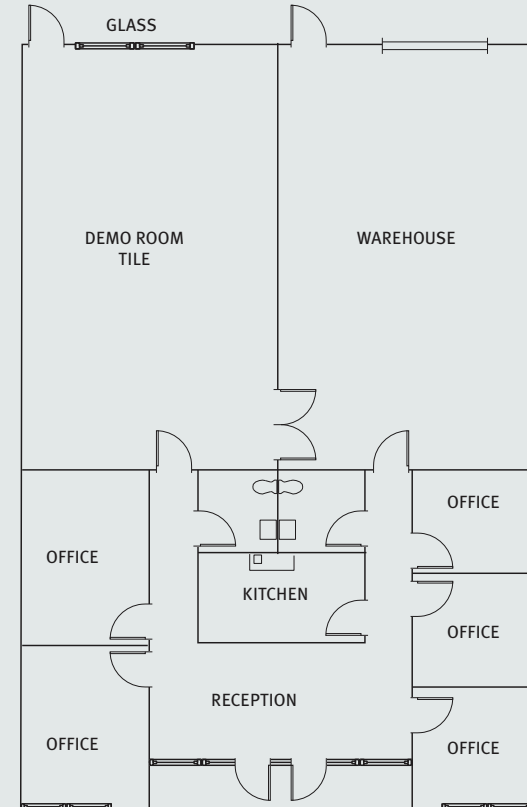 GLASS
DEMO ROOM
TILE
WAREHOUSE
OFFICE
OFFICE
KITCHEN
OFFICE
RECEPTION
OFFICE
OFFICE